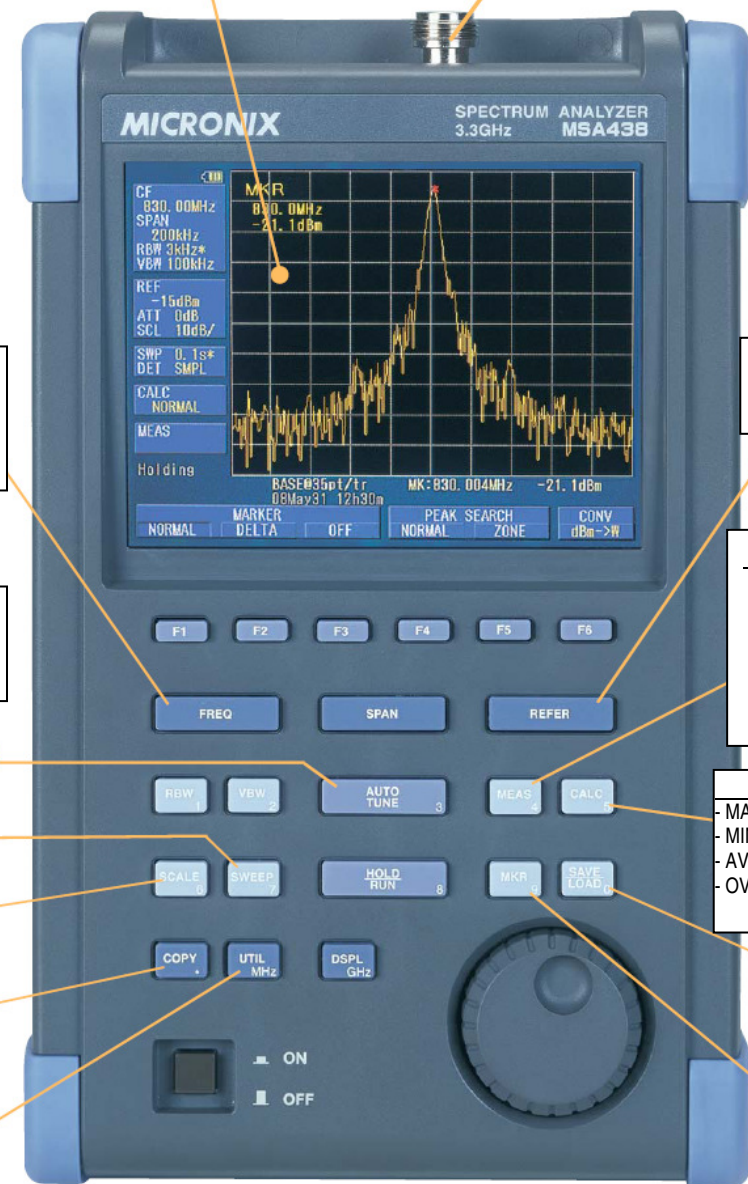 MICRONIX
SPECTRUM ANALYZER
3.3GHz MSA438
CF
830.00MHz
SPAN
200kHz
RBW 3kHz*
VBW 100kHz
REF
-15dBm
ATT 0dB
SCL 10dB/
SWP 0.1s*
DET SMPL
CALC
NORMAL
MEAS
Holding
MKR
830.0MHz
-21.1dBm
BASE@35pt/tr MK:830.004MHz -21.1dBm
08May31 12h30m
MARKER PEAK SEARCH CONV
NORMAL DELTA OFF NORMAL ZONE dBm->W
F1 F2 F3 F4 F5 F6
FREQ SPAN REFER
RBW 1 VBW 2 AUTO TUNE 3 MEAS 4 CALC 5
- MA
- MI
- AV
- OV
SCALE 6 SWEEP 7 HOLD RUN 8 MKR 9 SAVE LOAD 0
COPY . UTIL MHz DSPL GHz
ON
OFF